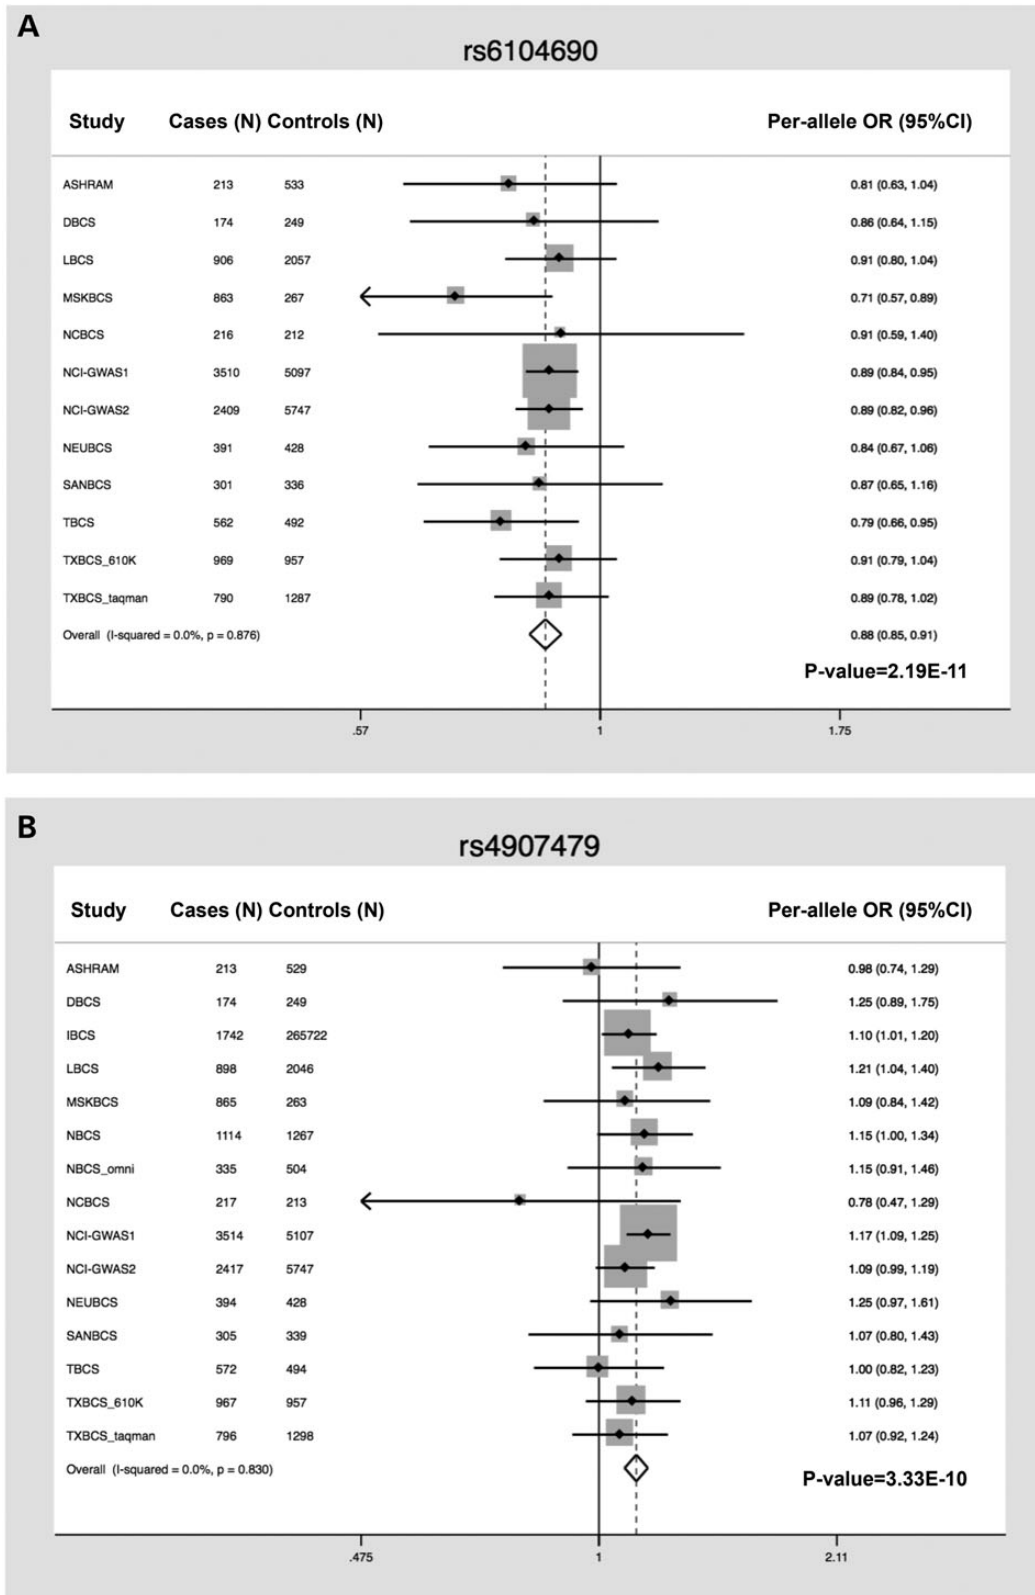 A
rs6104690
Study Cases (N) Controls (N) Per-allele OR (95%CI)
ASHRAM 213 533 0.81 (0.63, 1.04)
DBCS 174 249 0.86 (0.64, 1.15)
LBCS 906 2057 0.91 (0.80, 1.04)
MSKBCS 863 267 0.71 (0.57, 0.89)
NCBCS 216 212 0.91 (0.59, 1.40)
NCI-GWAS1 3510 5097 0.89 (0.84, 0.95)
NCI-GWAS2 2409 5747 0.89 (0.82, 0.96)
NEUBCS 391 428 0.84 (0.67, 1.06)
SANBCS 301 336 0.87 (0.65, 1.16)
TBCS 562 492 0.79 (0.66, 0.95)
TXBCS_610K 969 957 0.91 (0.79, 1.04)
TXBCS_taqman 790 1287 0.89 (0.78, 1.02)
Overall (I-squared = 0.0%, p = 0.876) 0.88 (0.85, 0.91)
P-value=2.19E-11
.57 1 1.75
B
rs4907479
Study Cases (N) Controls (N) Per-allele OR (95%CI)
ASHRAM 213 529 0.98 (0.74, 1.29)
DBCS 174 249 1.25 (0.89, 1.75)
IBCS 1742 265722 1.10 (1.01, 1.20)
LBCS 898 2046 1.21 (1.04, 1.40)
MSKBCS 865 263 1.09 (0.84, 1.42)
NBCS 1114 1267 1.15 (1.00, 1.34)
NBCS_omni 335 504 1.15 (0.91, 1.46)
NCBCS 217 213 0.78 (0.47, 1.29)
NCI-GWAS1 3514 5107 1.17 (1.09, 1.25)
NCI-GWAS2 2417 5747 1.09 (0.99, 1.19)
NEUBCS 394 428 1.25 (0.97, 1.61)
SANBCS 305 339 1.07 (0.80, 1.43)
TBCS 572 494 1.00 (0.82, 1.23)
TXBCS_610K 967 957 1.11 (0.96, 1.29)
TXBCS_taqman 796 1298 1.07 (0.92, 1.24)
Overall (I-squared = 0.0%, p = 0.830)
P-value=3.33E-10
.475 1 2.11